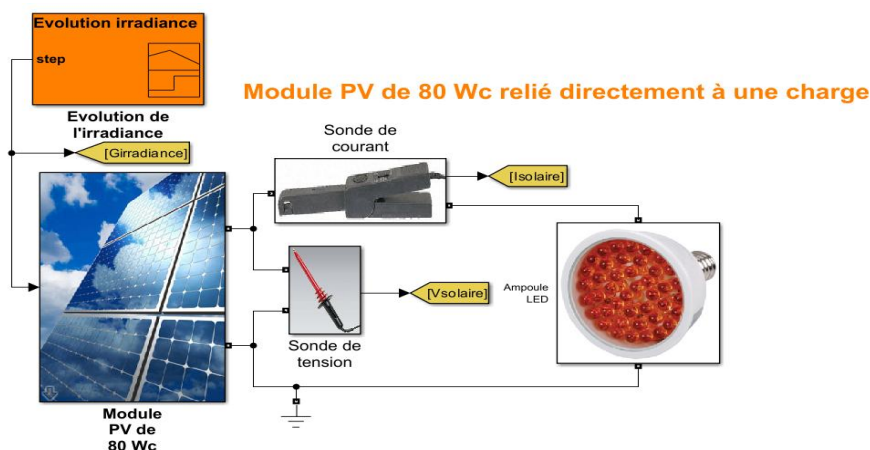 Evolution irradiance
step
Evolution de
l'irradiance
[Girradiance]
Module PV de 80 Wc relié directement à une charge
Sonde de
courant
[Isolaire]
[Vsolaire]
Sonde de
tension
Ampoule
LED
Module
PV de
80 Wc